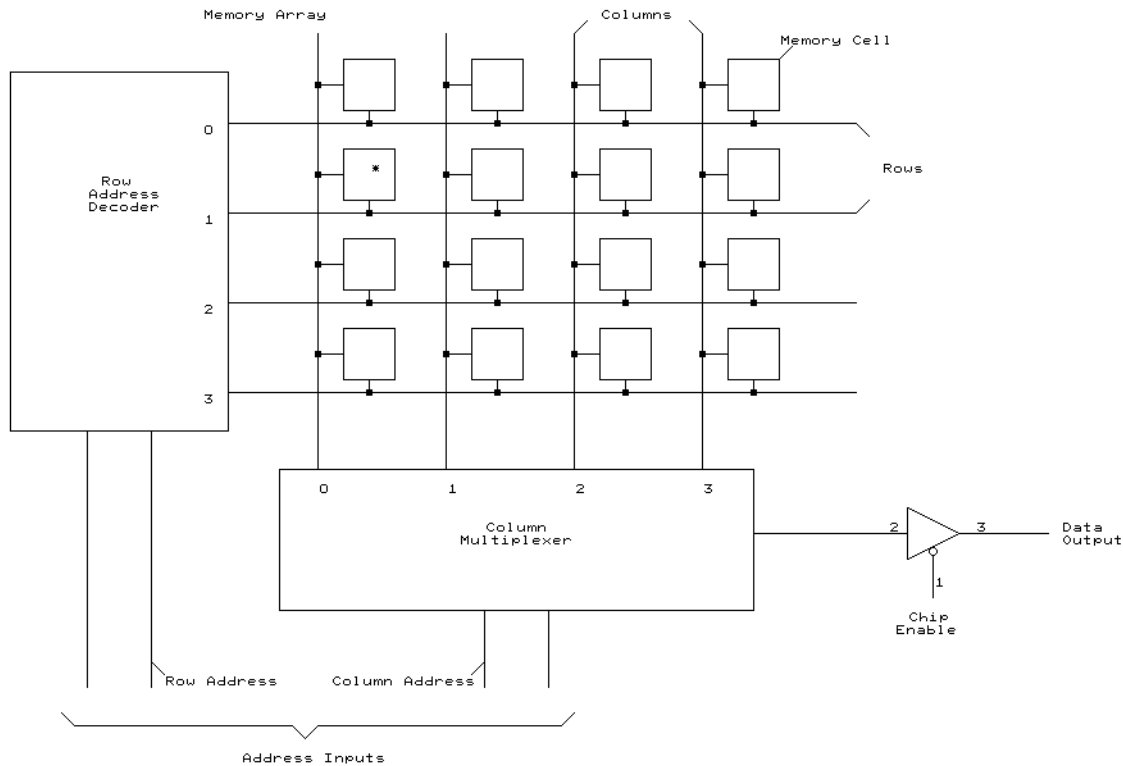 Memory Array
Columns
Memory Cell
0
*
Rows
Row
Address
Decoder
1
2
3
0 1 2 3
Column
Multiplexer
2 3
Data
Output
1
Chip
Enable
Row Address
Column Address
Address Inputs